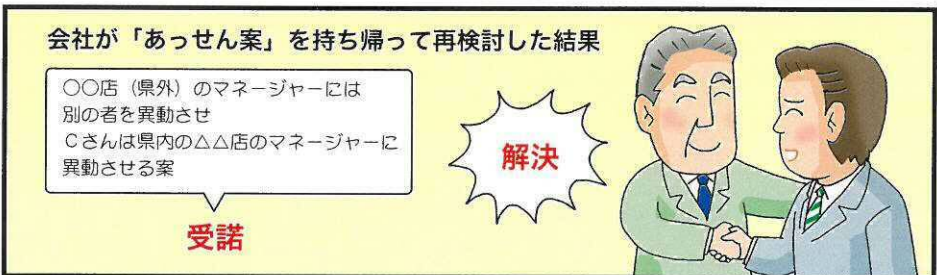 会社が「あっせん案」を持ち帰って再検討した結果
○○店（県外）のマネージャーには
別の者を異動させ
Cさんは県内の△△店のマネージャーに
異動させる案
受諾
解決